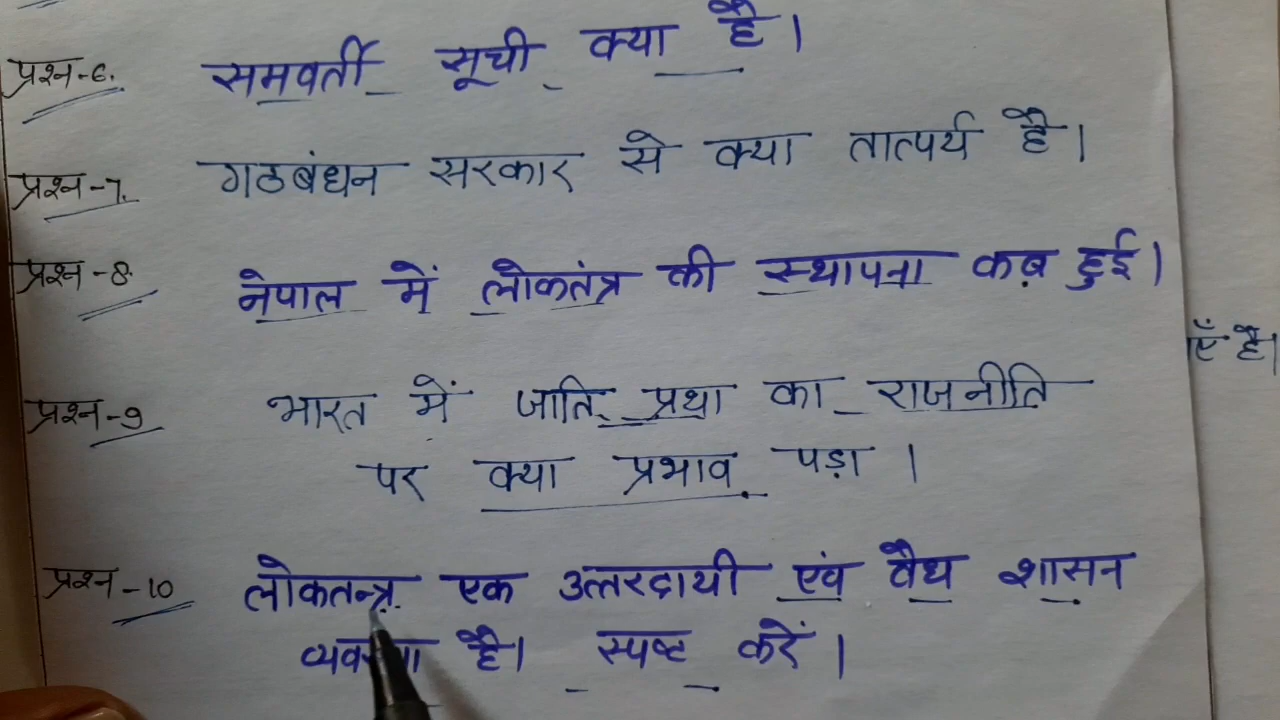 प्रश्न-6. समवर्ती सूची क्या है।
प्रश्न-7. गठबंधन सरकार से क्या तात्पर्य है।
प्रश्न-8. नेपाल में लोकतंत्र की स्थापना कब हुई।
एँ है।
प्रश्न-9 भारत में जाति प्रथा का राजनीति
पर क्या प्रभाव पड़ा ।
प्रश्न-10 लोकतन्त्र एक उत्तरदायी एवं वैध शासन
है। स्पष्ट करें ।